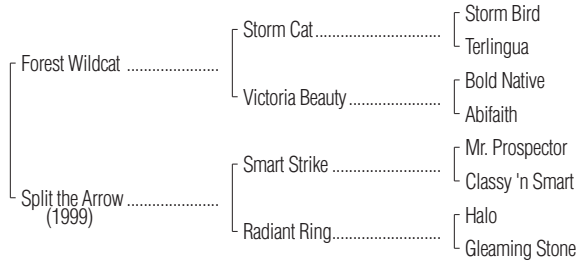 Storm Bird
Storm Cat....................................
Terlingua
Forest Wildcat ......................
Bold Native
Victoria Beauty...........................
Abifaith
Mr. Prospector
Smart Strike ................................
Classy 'n Smart
Split the Arrow ......................
(1999)
Halo
Radiant Ring................................
Gleaming Stone